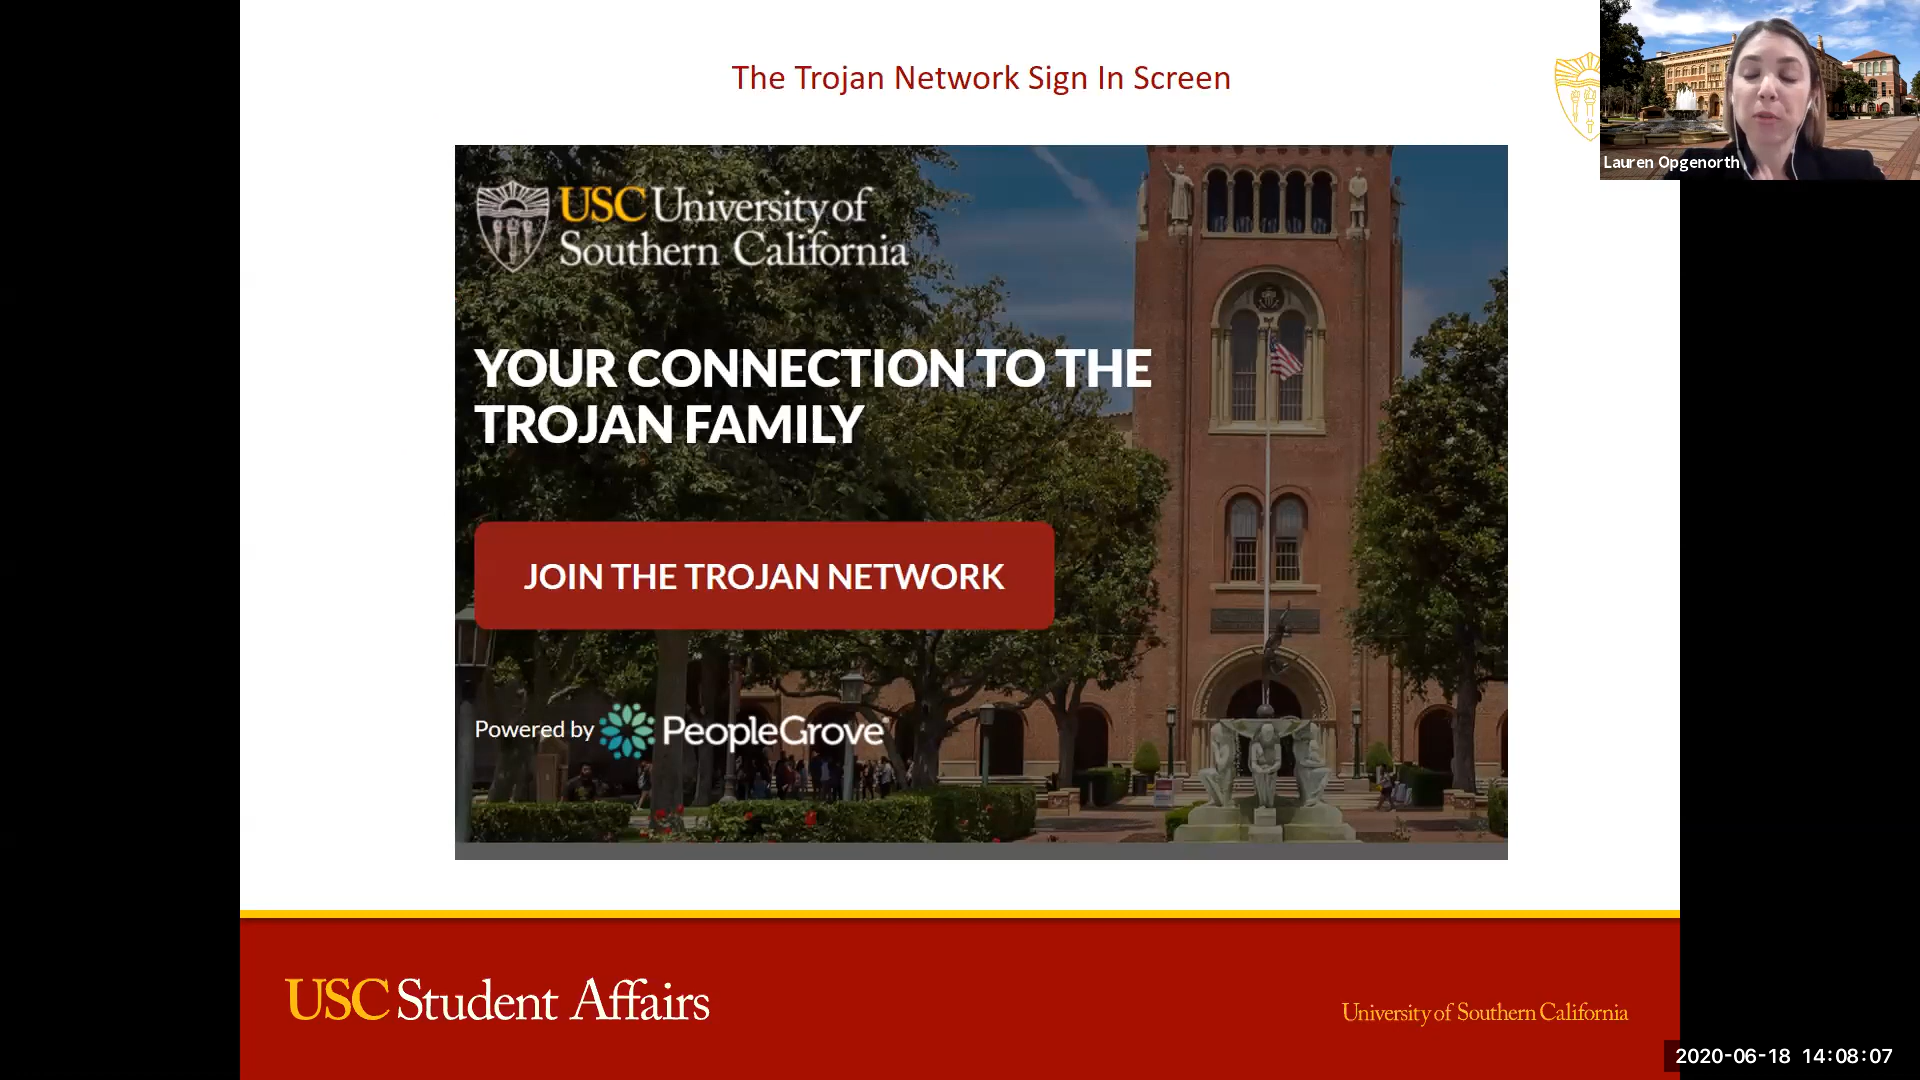 The Trojan Network Sign In Screen
Lauren Opgenorth
USC University of
Southern California
YOUR CONNECTION TO THE
TROJAN FAMILY
JOIN THE TROJAN NETWORK
Powered by PeopleGrove
USC Student Affairs
University of Southern California
2020-06-18 14:08:07